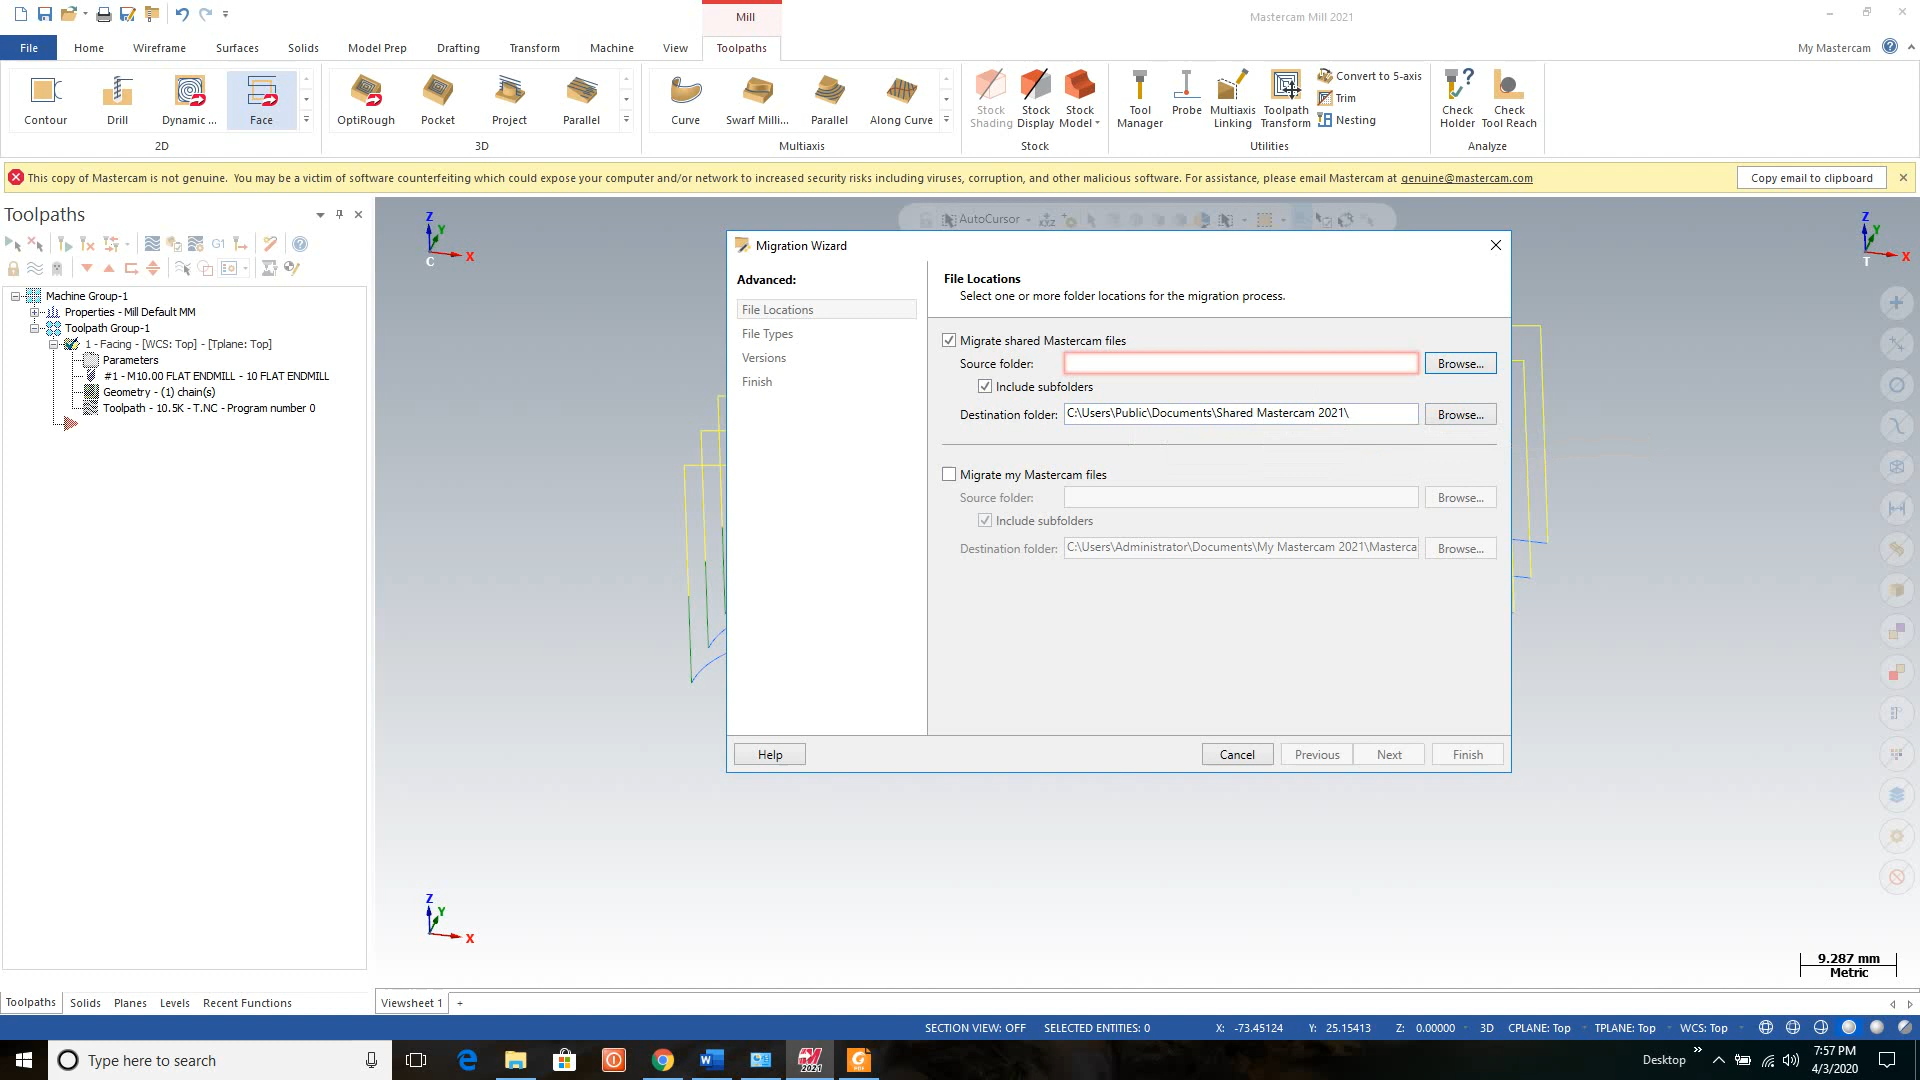 Mill
Mastercam Mill 2021
File Home Wireframe Surfaces Solids Model Prep Drafting Transform Machine View Toolpaths My Mastercam
Contour Drill Dynamic ... Face
2D
OptiRough Pocket Project Parallel
3D
Curve Swarf Milli... Parallel Along Curve
Multiaxis
Stock Shading
Stock Display
Stock Model
Stock
Tool Manager
Probe
Multiaxis Linking
Toolpath Transform
Convert to 5-axis
Trim
Nesting
Utilities
Check Holder
Check Tool Reach
Analyze
This copy of Mastercam is not genuine. You may be a victim of software counterfeiting which could expose your computer and/or network to increased security risks including viruses, corruption, and other malicious software. For assistance, please email Mastercam at genuine@mastercam.com
Copy email to clipboard
Toolpaths
G1
Machine Group-1
Properties - Mill Default MM
Toolpath Group-1
1 - Facing - [WCS: Top] - [Tplane: Top]
Parameters
#1 - M10.00 FLAT ENDMILL - 10 FLAT ENDMILL
Geometry - (1) chain(s)
Toolpath - 10.5K - T.NC - Program number 0
Z
Y
X
C
AutoCursor
Z
Y
X
T
Migration Wizard
Advanced:
File Locations
File Types
Versions
Finish
File Locations
Select one or more folder locations for the migration process.
Migrate shared Mastercam files
Source folder: Browse...
Include subfolders
Destination folder: C:\Users\Public\Documents\Shared Mastercam 2021\ Browse...
Migrate my Mastercam files
Source folder: Browse...
Include subfolders
Destination folder: C:\Users\Administrator\Documents\My Mastercam 2021\Masterca Browse...
Help Cancel Previous Next Finish
Z
Y
X
9.287 mm
Metric
Toolpaths Solids Planes Levels Recent Functions
Viewsheet 1 +
SECTION VIEW: OFF SELECTED ENTITIES: 0 X: -73.45124 Y: 25.15413 Z: 0.00000 3D CPLANE: Top TPLANE: Top WCS: Top
Type here to search
2021
Desktop
7:57 PM
4/3/2020